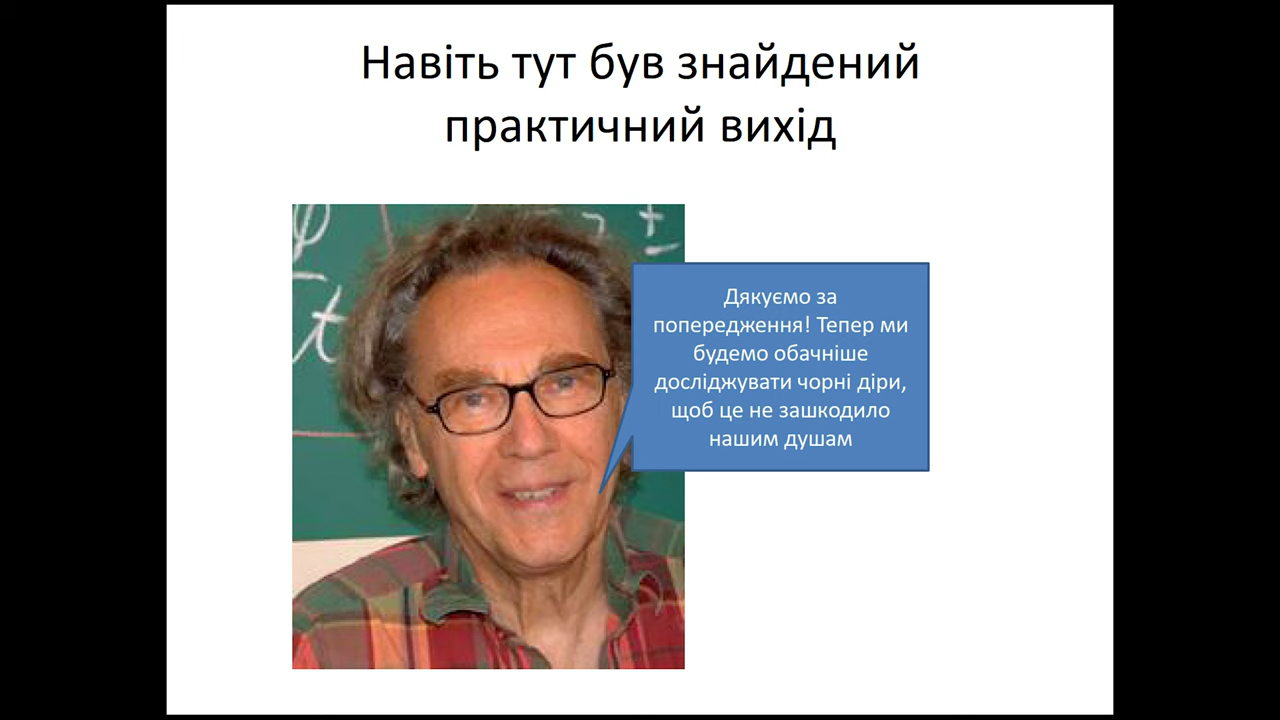 Навіть тут був знайдений
практичний вихід
Дякуємо за
попередження! Тепер ми
будемо обачніше
досліджувати чорні діри,
щоб це не зашкодило
нашим душам